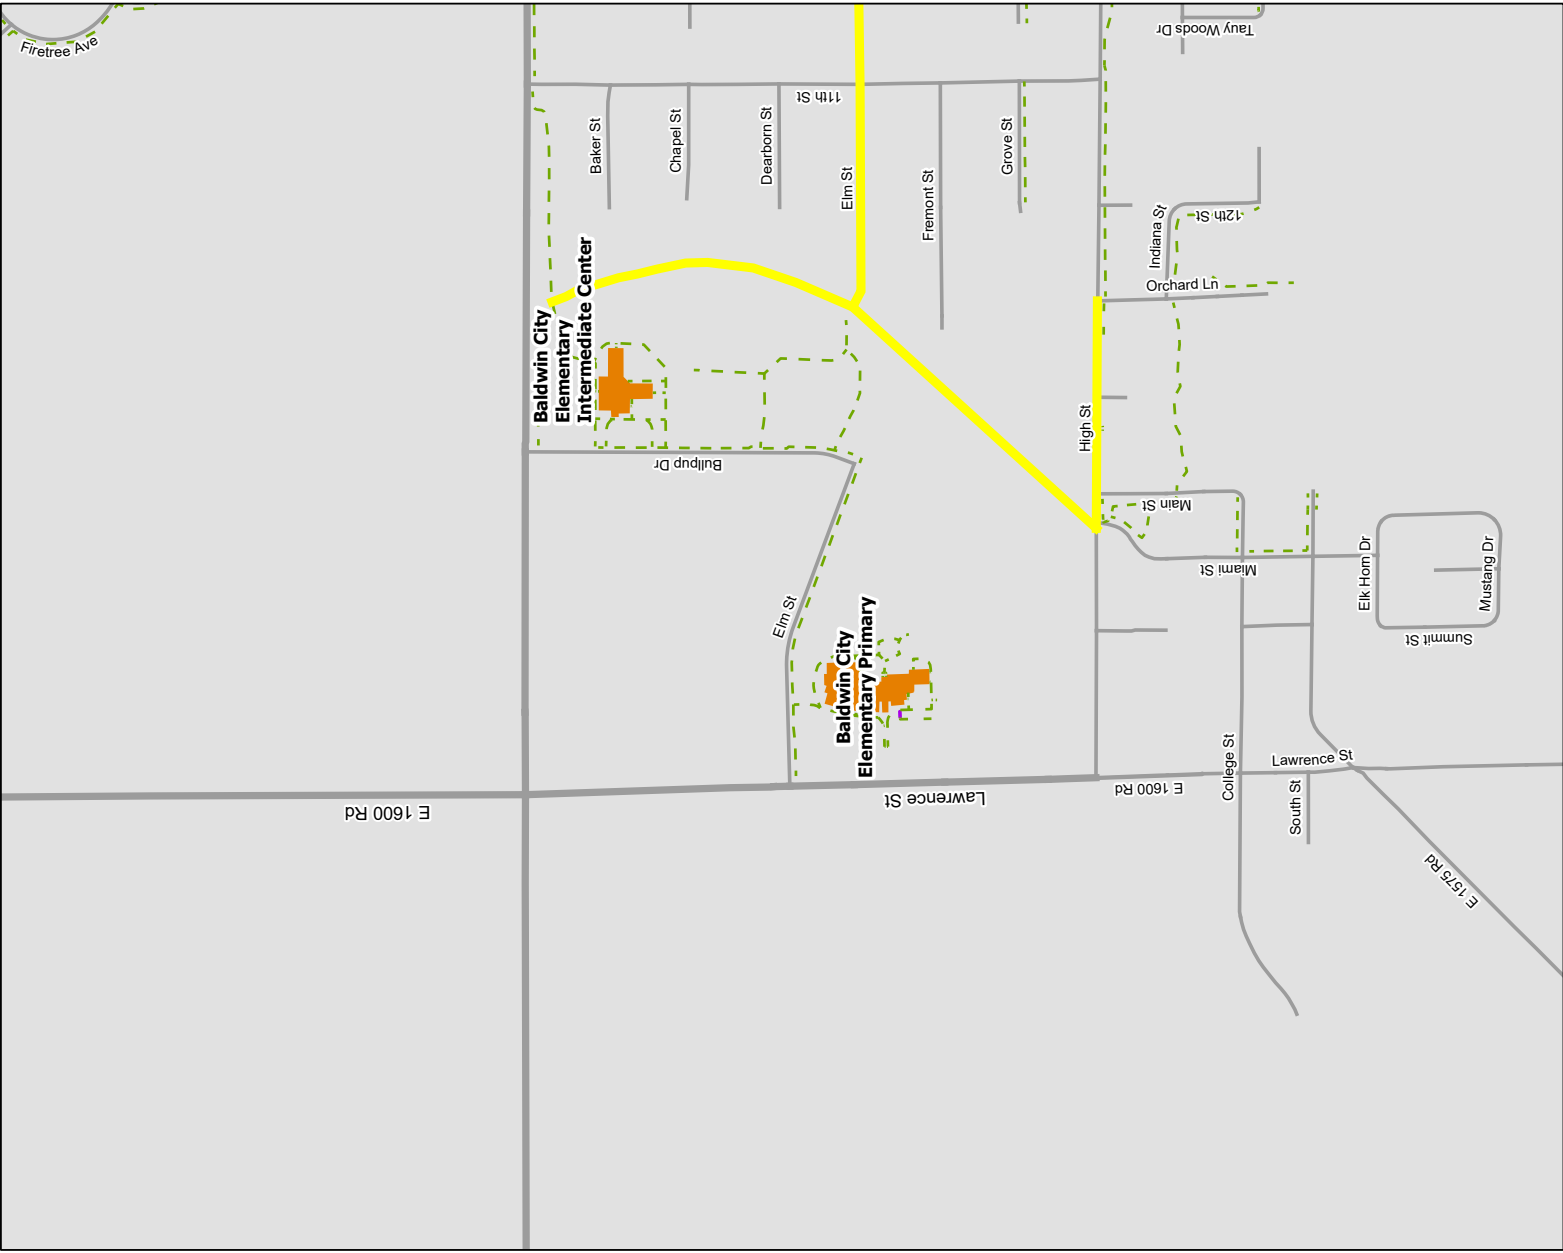 Firetree Ave
Tauy Woods Dr
11th St
Baker St
Chapel St
Dearborn St
Elm St
Fremont St
Grove St
Indiana St
12th St
Orchard Ln
Baldwin City
Elementary
Intermediate Center
High St
Bullpup Dr
Main St
Miami St
Elk Horn Dr
Mustang Dr
Summit St
Elm St
Baldwin City
Elementary Primary
College St
Lawrence St
E 1600 Rd
South St
Lawrence St
E 1600 Rd
E 1575 Rd